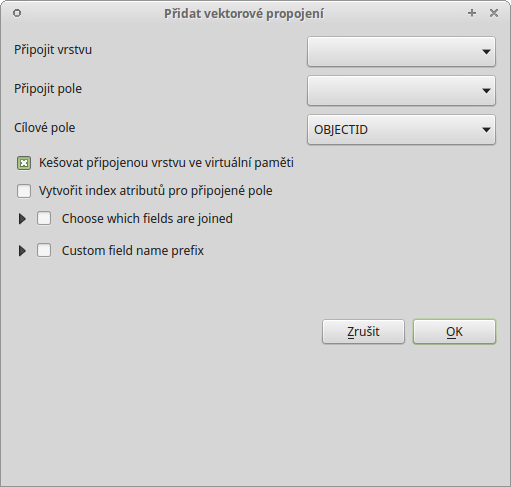 Přidat vektorové propojení
Připojit vrstvu
Připojit pole
Cílové pole
OBJECTID
Kešovat připojenou vrstvu ve virtuální paměti
Vytvořit index atributů pro připojené pole
Choose which fields are joined
Custom field name prefix
Zrušit
OK